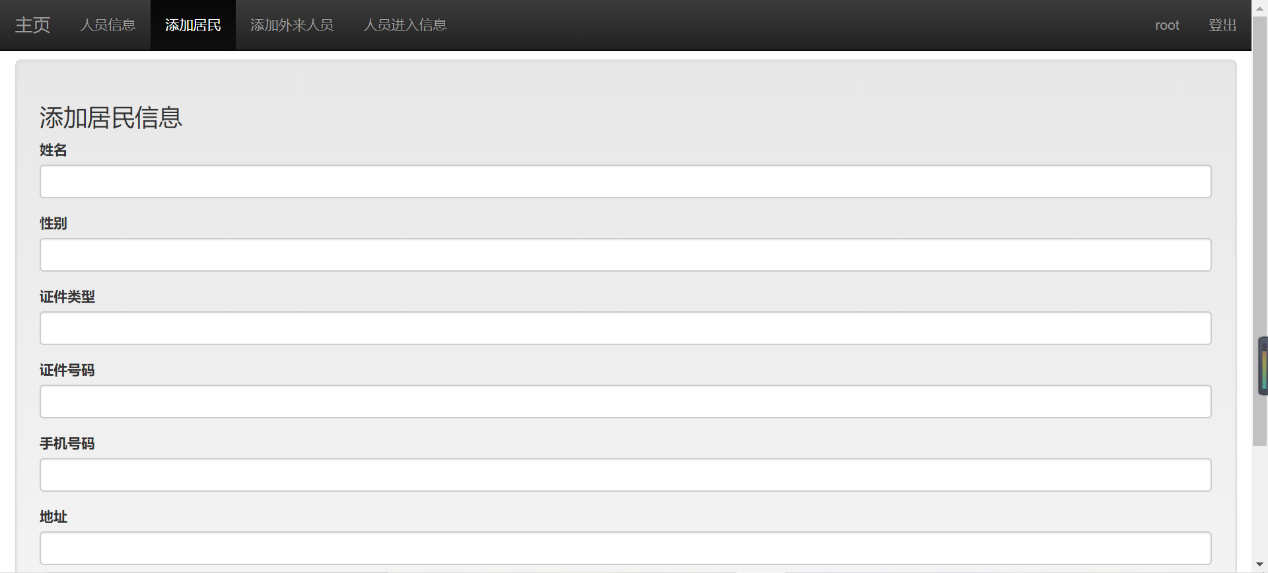 主页 人员信息 添加居民 添加外来人员 人员进入信息 root 登出
添加居民信息
姓名
性别
证件类型
证件号码
手机号码
地址